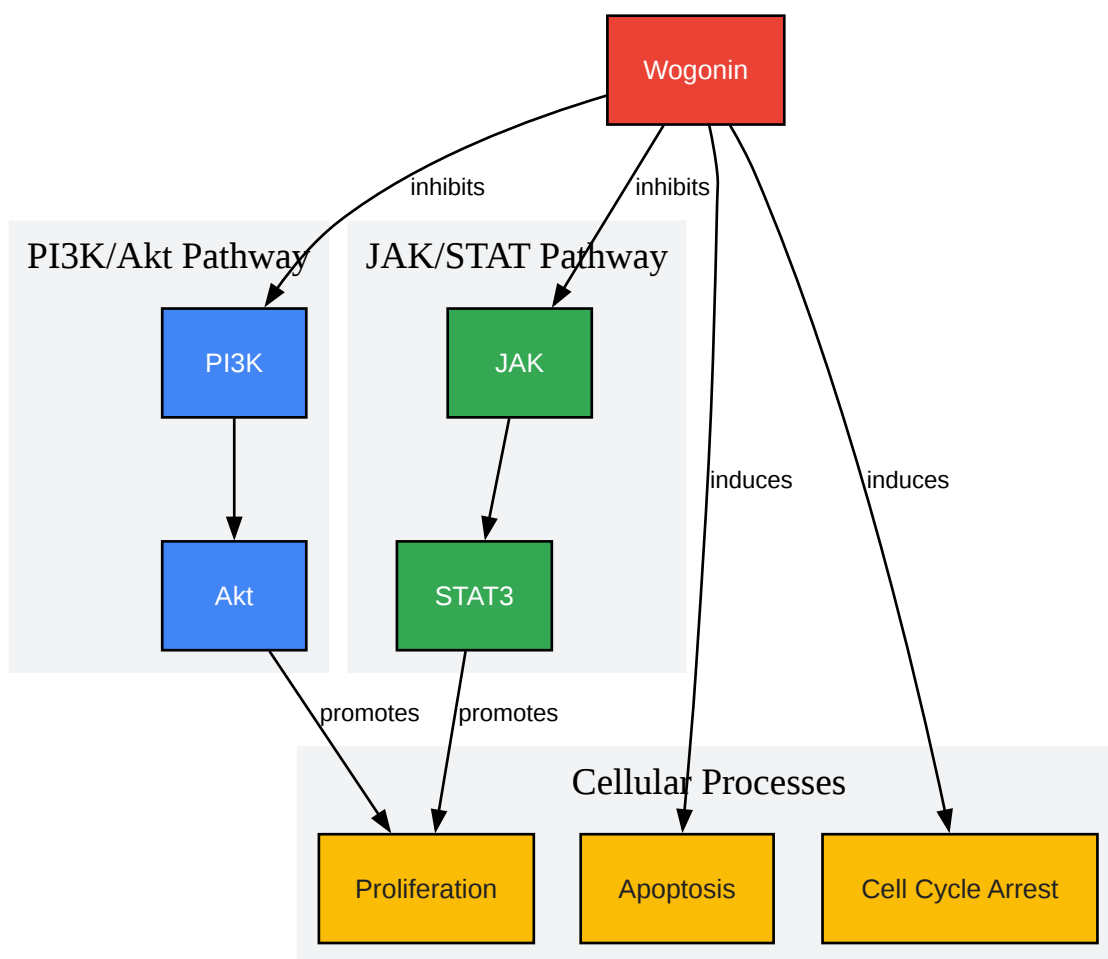 Wogonin
inhibits
inhibits
PI3K/Akt Pathway
JAK/STAT Pathway
PI3K
JAK
induces
induces
Akt
STAT3
promotes
promotes
Cellular Processes
Proliferation
Apoptosis
Cell Cycle Arrest